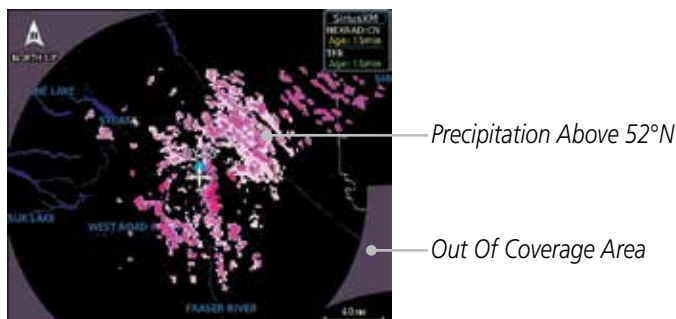 SiriusXM
NEXRAD:CN
Age: 15min
TFR
Age: 15min
NORTH UP
LAKE
WEST ROAD
FRASER RIVER
40NM
Precipitation Above 52°N
Out Of Coverage Area